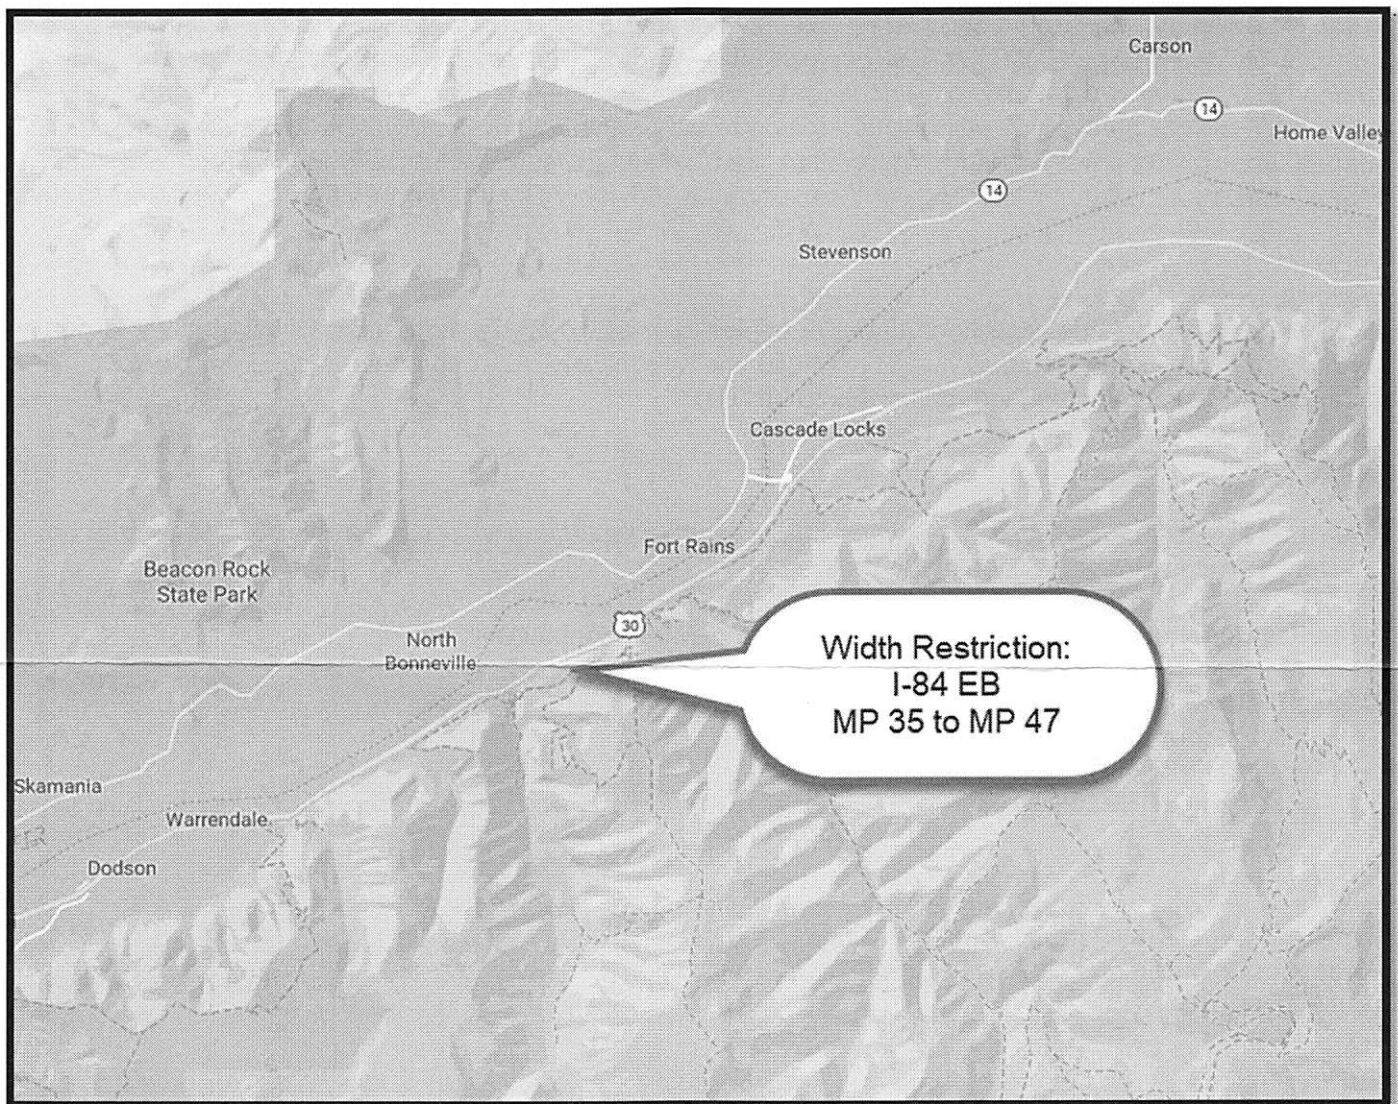 Carson
14
Home Valley
14
Stevenson
Cascade Locks
Fort Rains
Beacon Rock
State Park
30
North
Bonneville
Width Restriction:
I-84 EB
MP 35 to MP 47
Skamania
Warrendale
Dodson